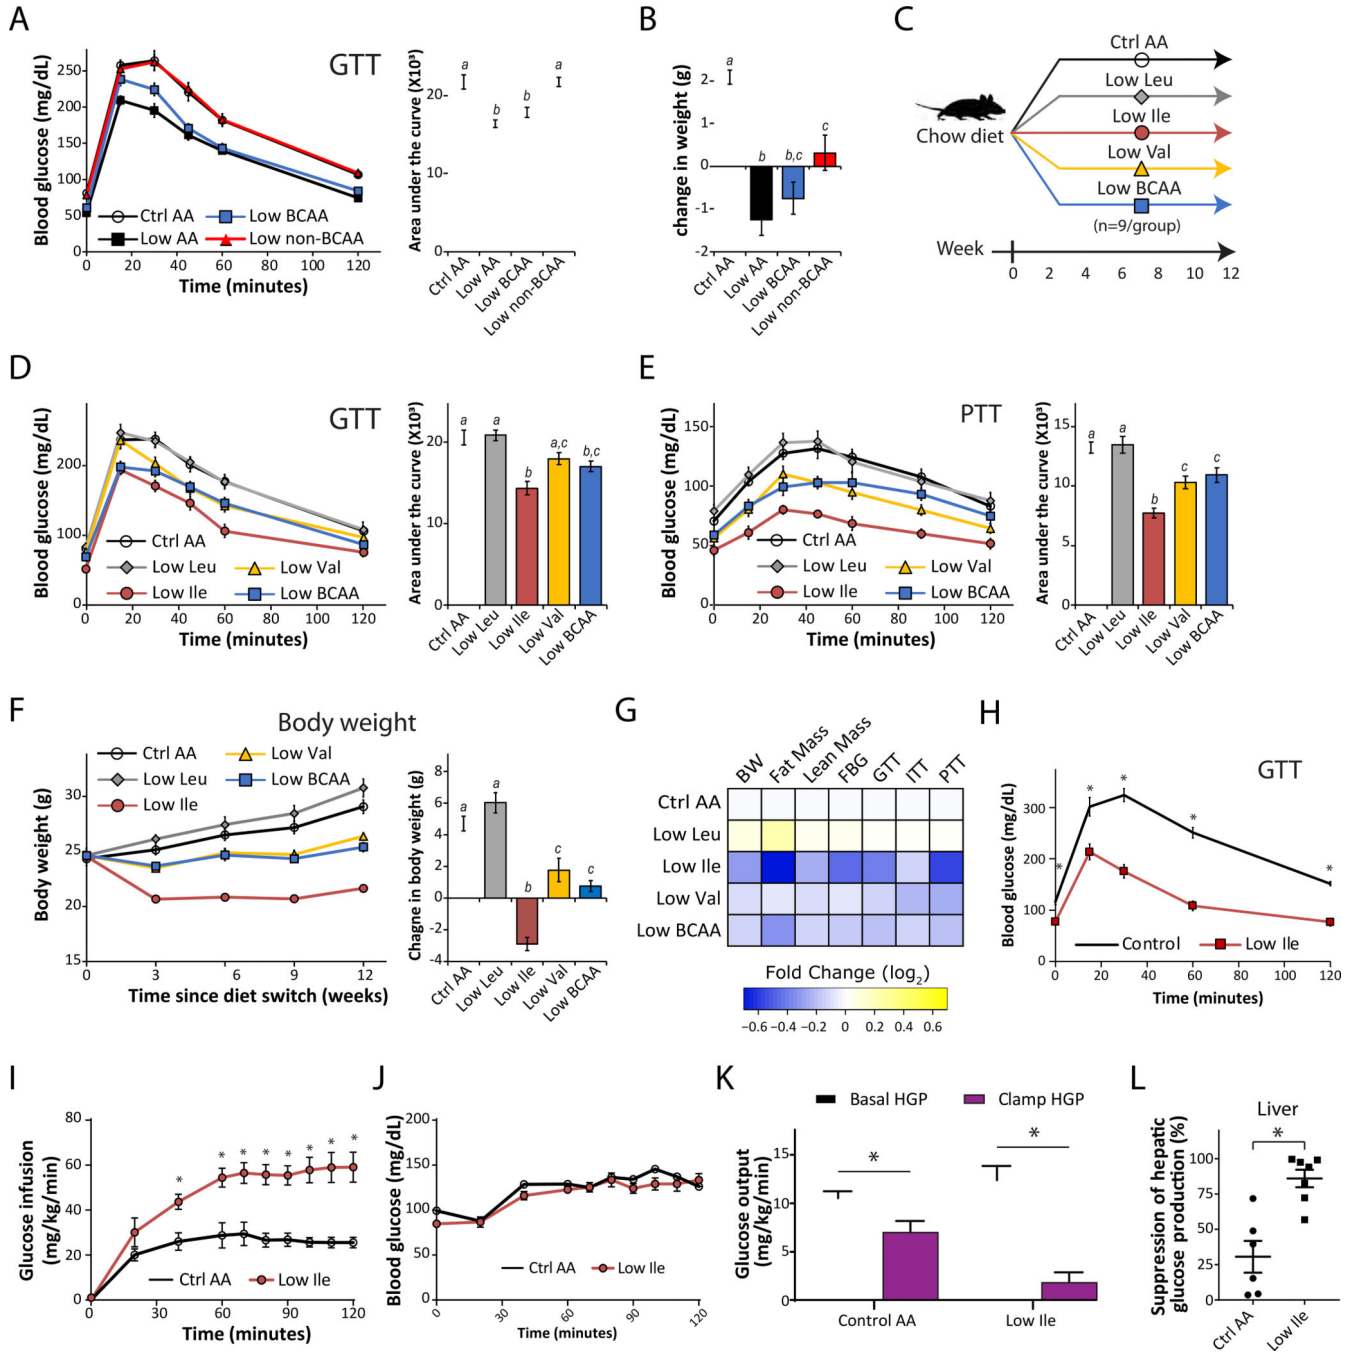 A
GTT
Blood glucose (mg/dL)
250
200
150
100
50
0
Ctrl AA
Low BCAA
Low AA
Low non-BCAA
0 20 40 60 80 100 120
Time (minutes)
Area under the curve (X10³)
20
10
0
a
b
b
a
Ctrl AA
Low AA
Low BCAA
Low non-BCAA
B
change in weight (g)
2
1
0
-1
-2
a
b
b,c
c
Ctrl AA
Low AA
Low BCAA
Low non-BCAA
C
Chow diet
Ctrl AA
Low Leu
Low Ile
Low Val
Low BCAA
(n=9/group)
Week
0 2 4 6 8 10 12
D
GTT
Blood glucose (mg/dL)
200
100
0
Ctrl AA
Low Leu
Low Val
Low Ile
Low BCAA
0 20 40 60 80 100 120
Time (minutes)
Area under the curve (X10³)
20
10
0
a
a
b
a,c
b,c
Ctrl AA
Low Leu
Low Ile
Low Val
Low BCAA
E
PTT
Blood glucose (mg/dL)
150
100
50
0
Ctrl AA
Low Leu
Low Val
Low Ile
Low BCAA
0 20 40 60 80 100 120
Time (minutes)
Area under the curve (X10³)
15
10
5
0
a
a
b
c
c
Ctrl AA
Low Leu
Low Ile
Low Val
Low BCAA
F
Body weight
Body weight (g)
30
25
20
15
Ctrl AA
Low Val
Low Leu
Low BCAA
Low Ile
0 3 6 9 12
Time since diet switch (weeks)
Chagne in body weight (g)
8
6
4
2
0
-2
-4
a
a
b
c
c
Ctrl AA
Low Leu
Low Ile
Low Val
Low BCAA
G
BW
Fat Mass
Lean Mass
FBG
GTT
ITT
PTT
Ctrl AA
Low Leu
Low Ile
Low Val
Low BCAA
Fold Change (log2)
−0.6 −0.4 −0.2 0 0.2 0.4 0.6
H
GTT
Blood glucose (mg/dL)
300
200
100
0
* * * * *
Control
Low Ile
0 20 40 60 80 100 120
Time (minutes)
I
Glucose infusion
(mg/kg/min)
80
60
40
20
0
* * * * * * * *
Ctrl AA
Low Ile
0 30 60 90 120
Time (minutes)
J
Blood glucose (mg/dL)
200
150
100
50
0
Ctrl AA
Low Ile
0 30 60 90 120
Time (minutes)
K
Basal HGP
Clamp HGP
Glucose output
(mg/kg/min)
15
10
5
0
*
*
Control AA
Low Ile
L
Liver
Suppression of hepatic
glucose production (%)
100
75
50
25
0
*
Ctrl AA
Low Ile